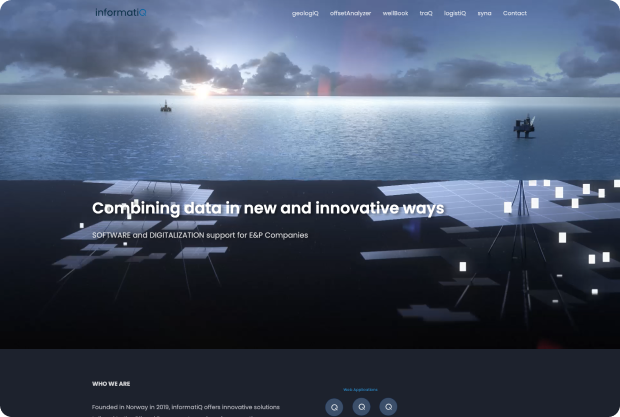 informatiQ
geologiQ offsetAnalyzer wellBook traQ logistiQ syna Contact
Combining data in new and innovative ways
SOFTWARE and DIGITALIZATION support for E&P Companies
WHO WE ARE
Web Applications
Founded in Norway in 2019, informatiQ offers innovative solutions